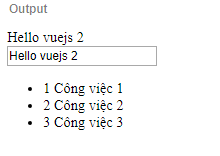 Output
Hello vuejs 2
Hello vuejs 2
1 Công việc 1
2 Công việc 2
3 Công việc 3